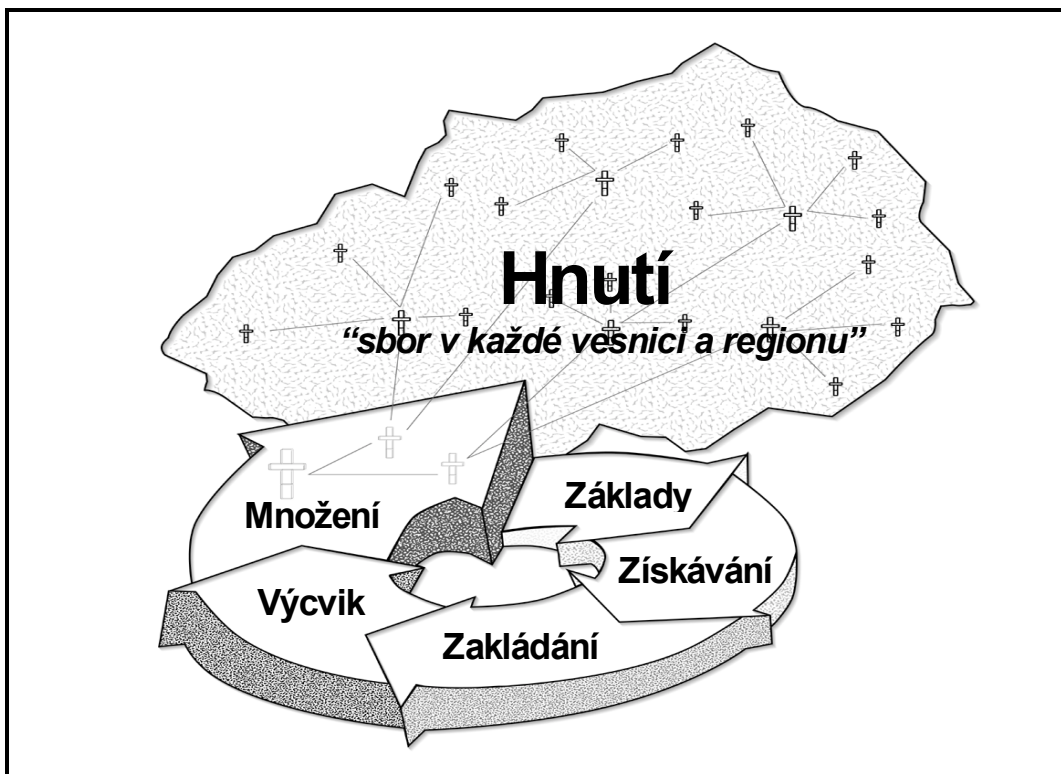 Hnutí
“sbor v každé vesnici a regionu”
Základy
Množení
Získávání
Výcvik
Zakládání